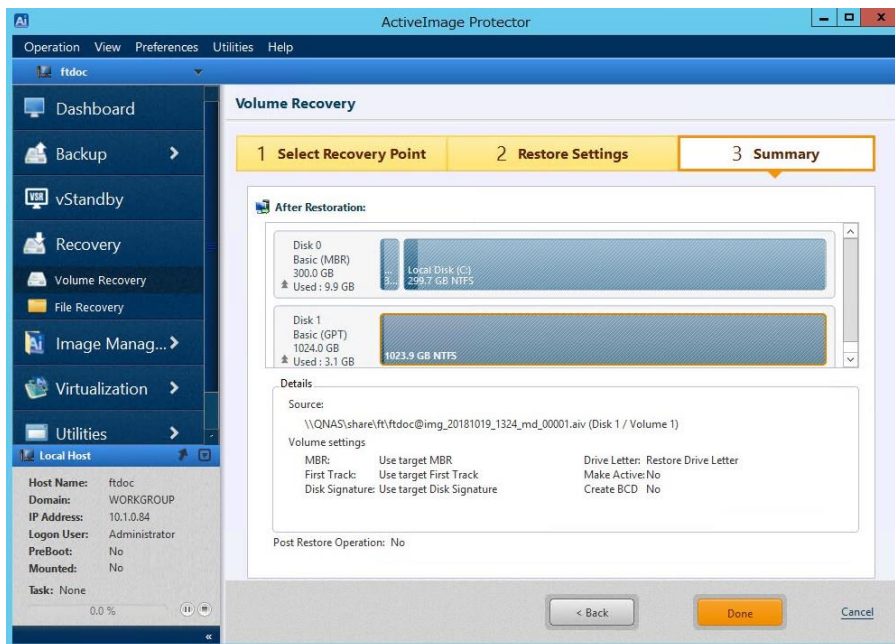 Ai
ActiveImage Protector
Operation View Preferences Utilities Help
ftdoc
Dashboard
Backup
VSB vStandby
Recovery
Volume Recovery
File Recovery
Image Manag...
Virtualization
Utilities
Local Host
Host Name: ftdoc
Domain: WORKGROUP
IP Address: 10.1.0.84
Logon User: Administrator
PreBoot: No
Mounted: No
Task: None
0.0 %
«
Volume Recovery
1 Select Recovery Point
2 Restore Settings
3 Summary
After Restoration:
Disk 0
Basic (MBR)
300.0 GB
Used : 9.9 GB
...
3...
Local Disk (C:)
299.7 GB NTFS
Disk 1
Basic (GPT)
1024.0 GB
Used : 3.1 GB
1023.9 GB NTFS
Details
Source:
\\QNAS\share\ft\ftdoc@img_20181019_1324_md_00001.aiv (Disk 1 / Volume 1)
Volume settings
MBR: Use target MBR Drive Letter: Restore Drive Letter
First Track: Use target First Track Make Active: No
Disk Signature: Use target Disk Signature Create BCD No
Post Restore Operation: No
< Back
Done
Cancel